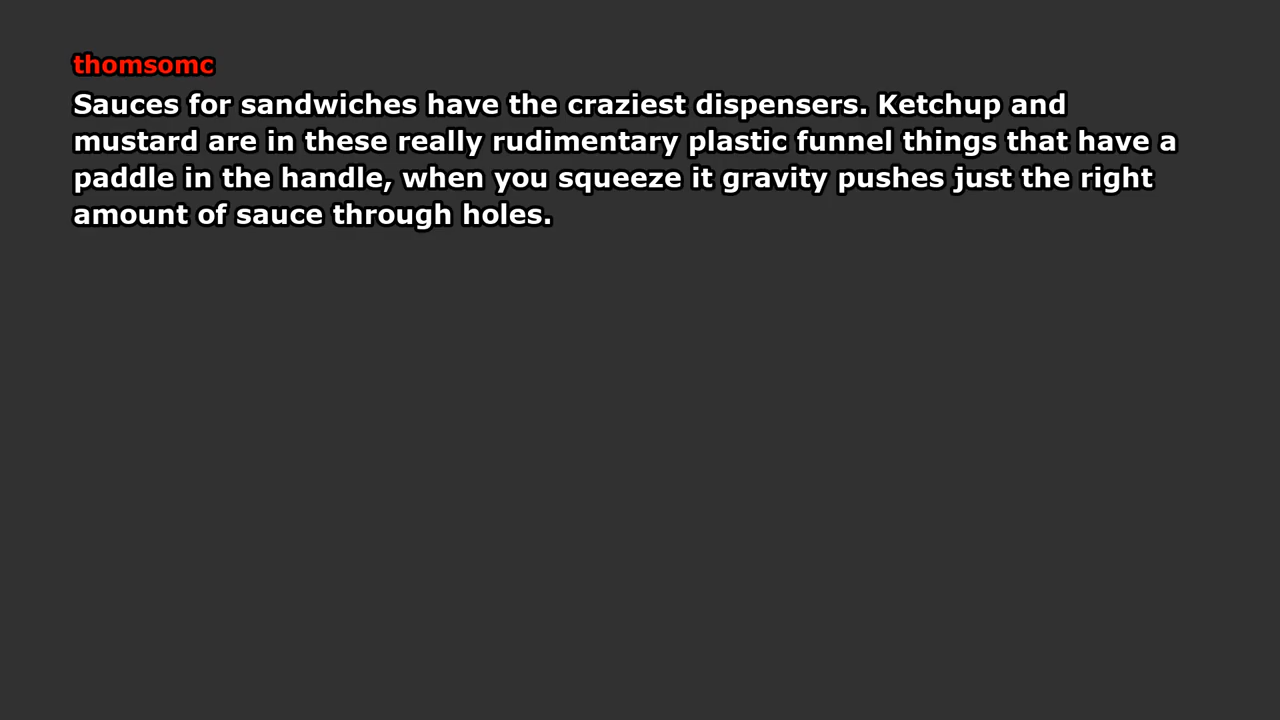 thomsomc
Sauces for sandwiches have the craziest dispensers. Ketchup and
mustard are in these really rudimentary plastic funnel things that have a
paddle in the handle, when you squeeze it gravity pushes just the right
amount of sauce through holes.